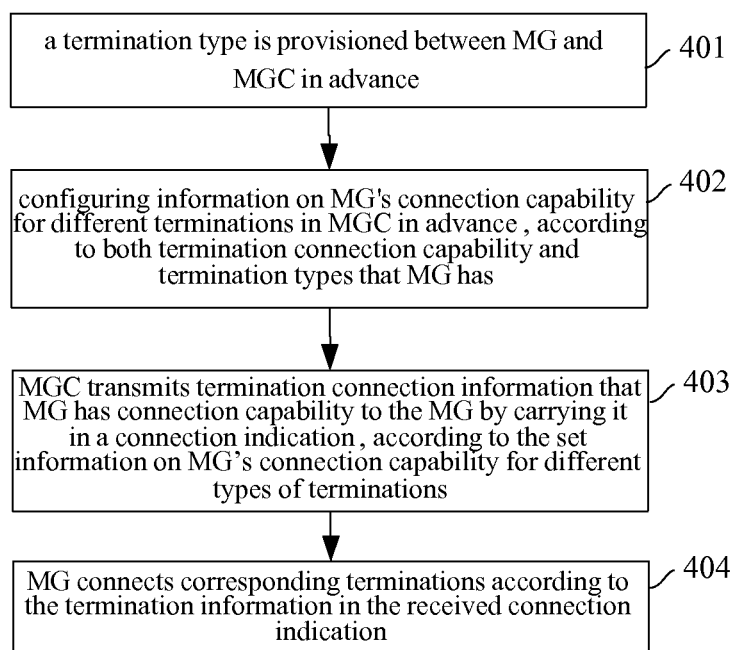 a termination type is provisioned between MG and
MGC in advance
401
configuring information on MG's connection capability
for different terminations in MGC in advance , according
to both termination connection capability and
termination types that MG has
402
MGC transmits termination connection information that
MG has connection capability to the MG by carrying it
in a connection indication , according to the set
information on MG’s connection capability for different
types of terminations
403
MG connects corresponding terminations according to
the termination information in the received connection
indication
404